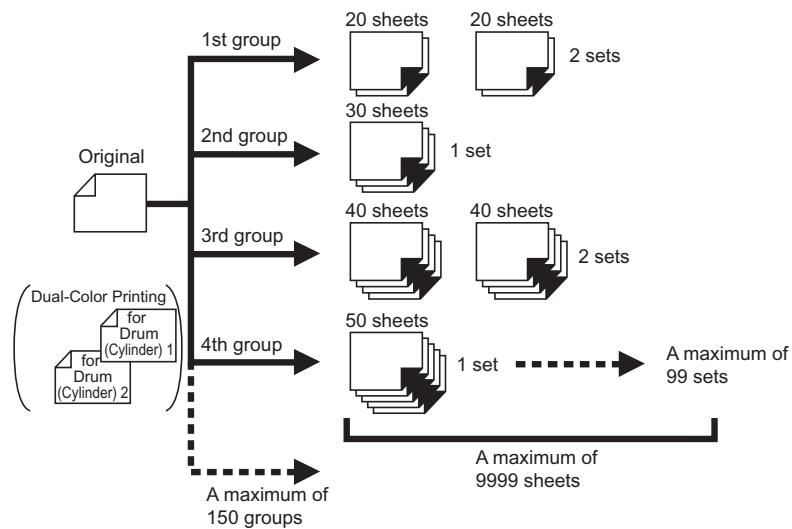 20 sheets 20 sheets
1st group
2 sets
30 sheets
2nd group
1 set
Original
40 sheets 40 sheets
3rd group
2 sets
Dual-Color Printing
for
Drum
(Cylinder) 1
for
Drum
(Cylinder) 2
50 sheets
4th group
1 set
A maximum of
99 sets
A maximum of
9999 sheets
A maximum of
150 groups